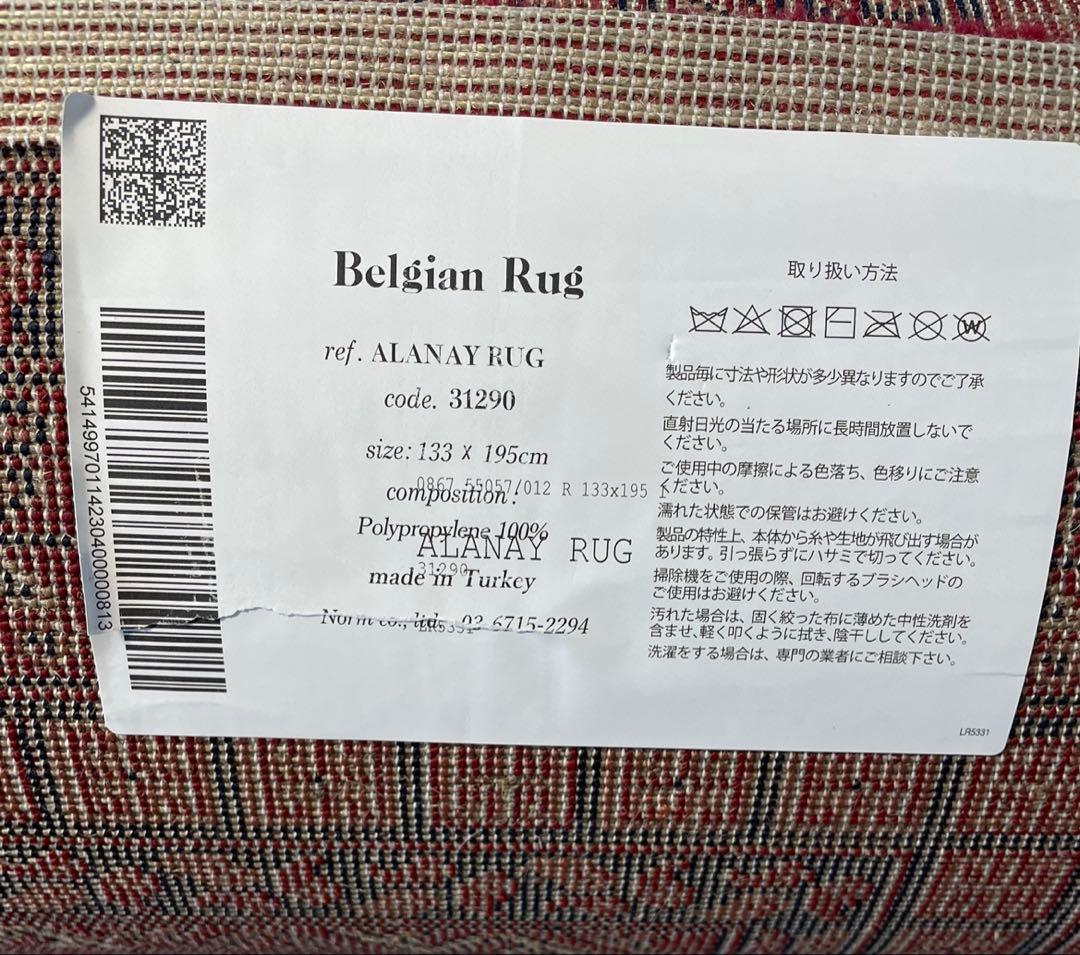 Belgian Rug
ref. ALANAY RUG
code. 31290
size: 133 x 195cm
composition:
0867 55057/012 R 133x195
Polypropylene 100%
ALANAY RUG
31290
made in Turkey
Norm co., ltd. 03 6715-2294
541499701142304000000813
取り扱い方法
W
製品毎に寸法や形状が多少異なりますのでご了承
ください。
直射日光の当たる場所に長時間放置しないで
ください。
ご使用中の摩擦による色落ち、色移りにご注意
ください。
濡れた状態での保管はお避けください。
製品の特性上、本体から糸や生地が飛び出す場合が
あります。引っ張らずにハサミで切ってください。
掃除機をご使用の際、回転するブラシヘッドの
ご使用はお避けください。
汚れた場合は、固く絞った布に薄めた中性洗剤を
含ませ、軽く叩くように拭き、陰干ししてください。
洗濯をする場合は、専門の業者にご相談下さい。
LR5331